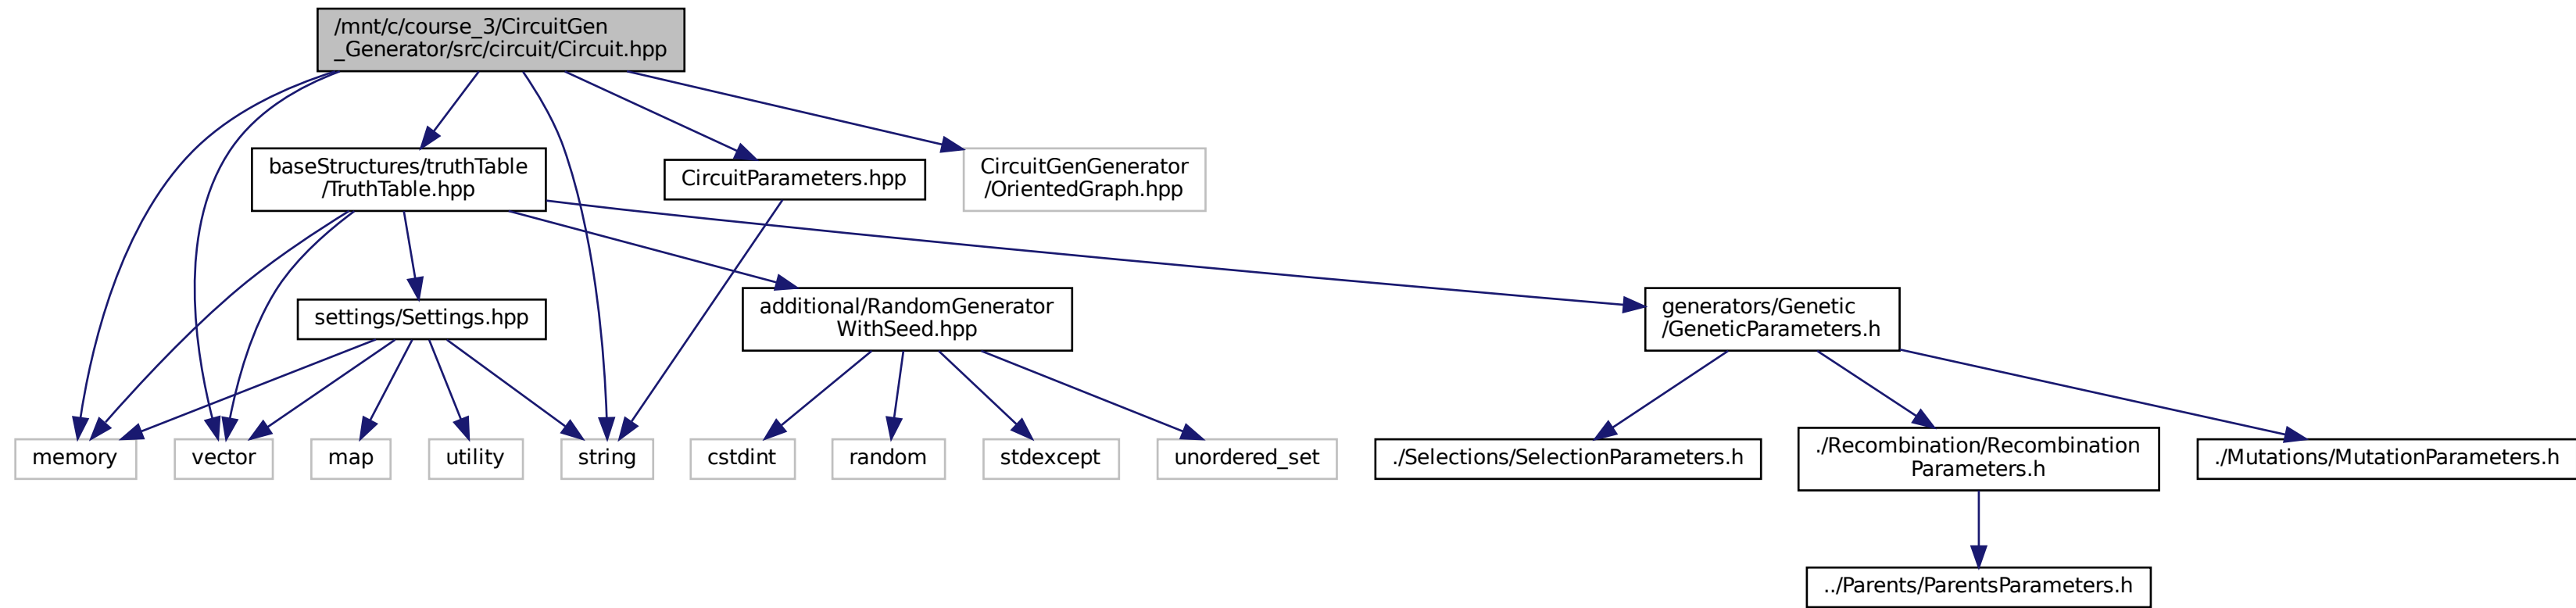 /mnt/c/course_3/CircuitGen
_Generator/src/circuit/Circuit.hpp
baseStructures/truthTable
/TruthTable.hpp
CircuitParameters.hpp
CircuitGenGenerator
/OrientedGraph.hpp
settings/Settings.hpp
additional/RandomGenerator
WithSeed.hpp
generators/Genetic
/GeneticParameters.h
memory
vector
map
utility
string
cstdint
random
stdexcept
unordered_set
./Selections/SelectionParameters.h
./Recombination/Recombination
Parameters.h
./Mutations/MutationParameters.h
../Parents/ParentsParameters.h